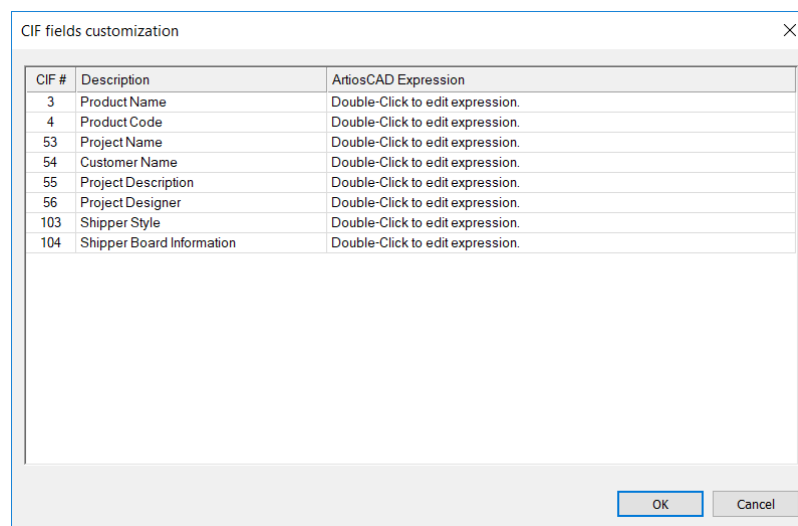 CIF fields customization
CIF # Description ArtiosCAD Expression
3 Product Name Double-Click to edit expression.
4 Product Code Double-Click to edit expression.
53 Project Name Double-Click to edit expression.
54 Customer Name Double-Click to edit expression.
55 Project Description Double-Click to edit expression.
56 Project Designer Double-Click to edit expression.
103 Shipper Style Double-Click to edit expression.
104 Shipper Board Information Double-Click to edit expression.
OK Cancel